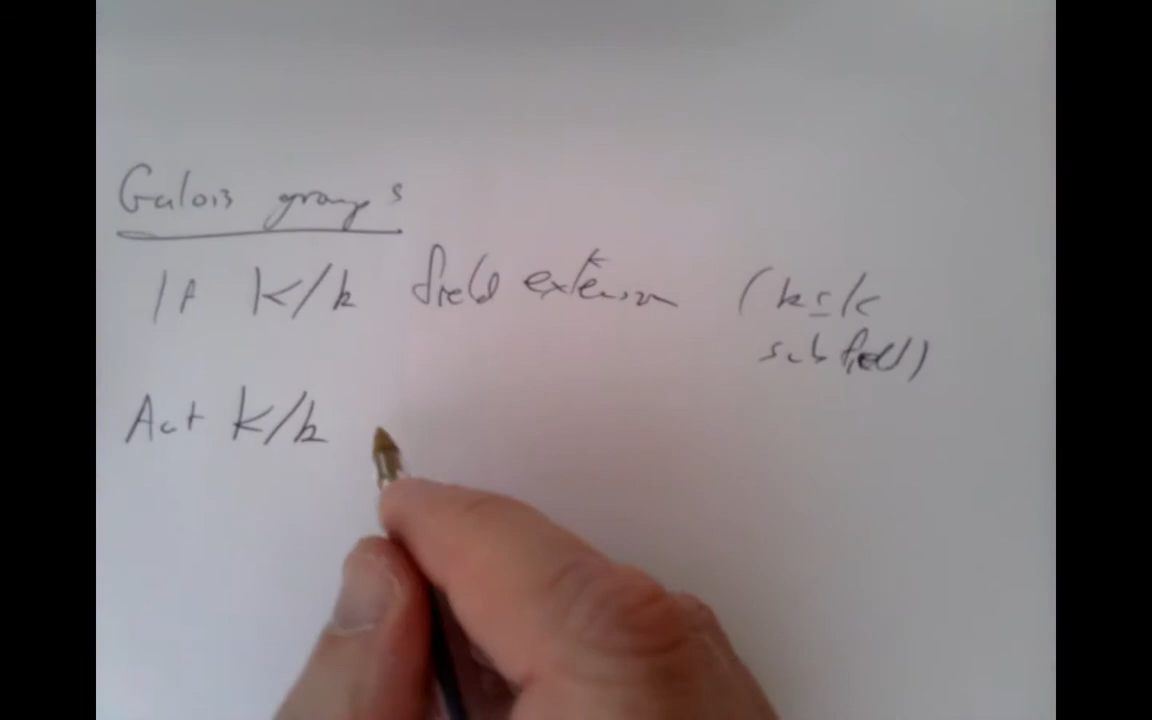 Galois groups
If K/k field extension (k ⊆ K
subfield)
Aut K/k